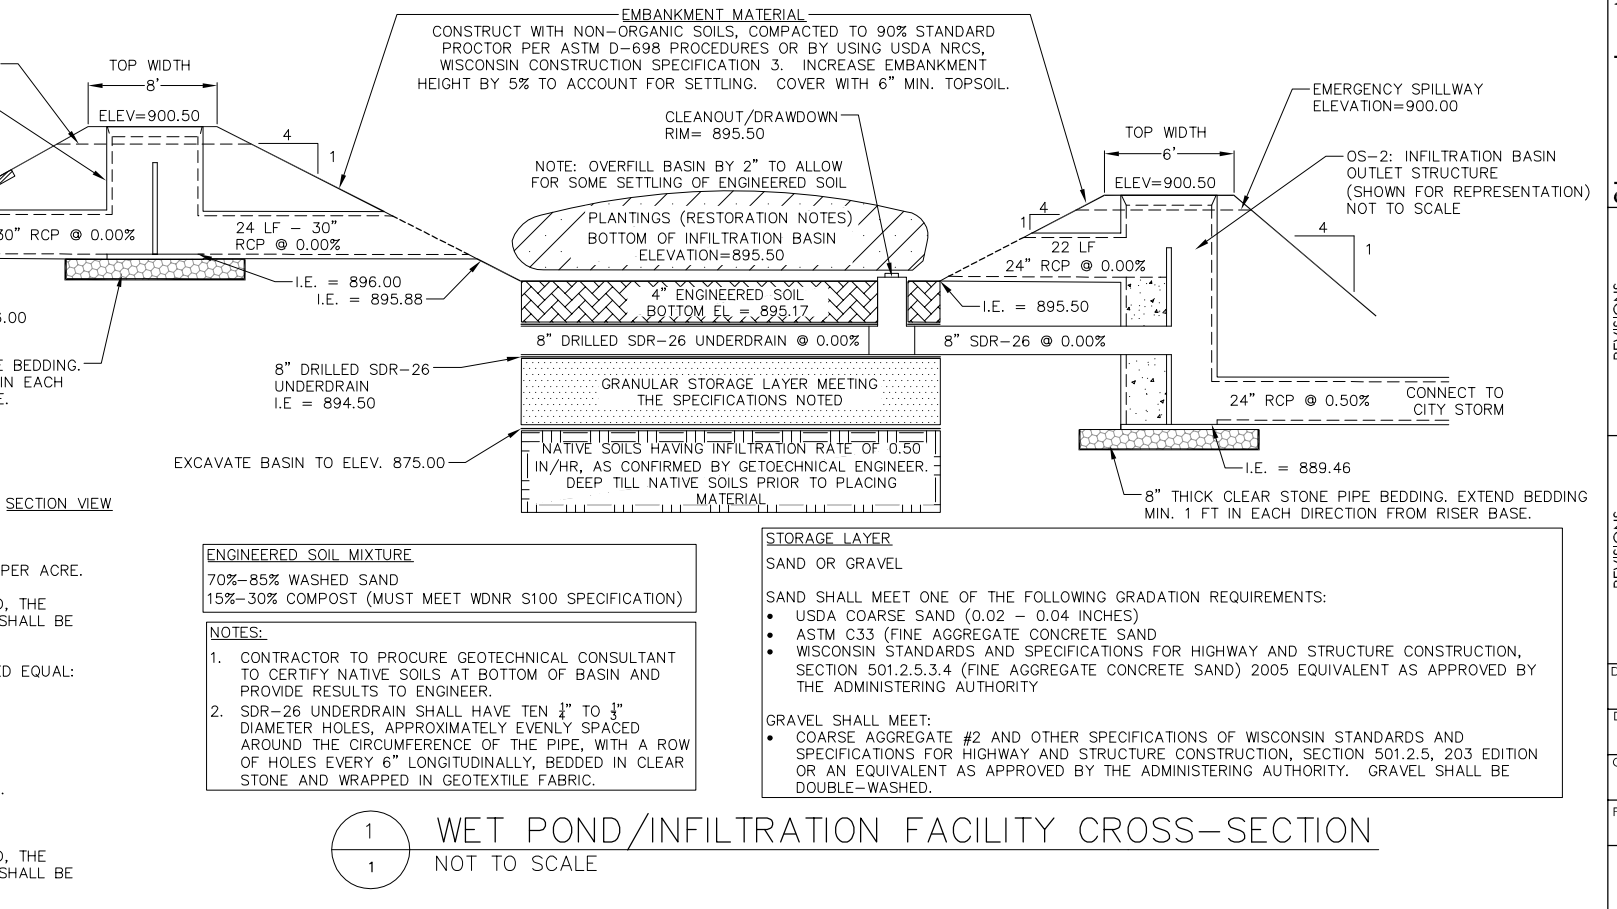 EMBANKMENT MATERIAL
CONSTRUCT WITH NON-ORGANIC SOILS, COMPACTED TO 90% STANDARD
PROCTOR PER ASTM D-698 PROCEDURES OR BY USING USDA NRCS,
WISCONSIN CONSTRUCTION SPECIFICATION 3. INCREASE EMBANKMENT
HEIGHT BY 5% TO ACCOUNT FOR SETTLING. COVER WITH 6" MIN. TOPSOIL.
TOP WIDTH
8'
ELEV=900.50
4
1
CLEANOUT/DRAWDOWN
RIM= 895.50
NOTE: OVERFILL BASIN BY 2" TO ALLOW
FOR SOME SETTLING OF ENGINEERED SOIL
PLANTINGS (RESTORATION NOTES)
BOTTOM OF INFILTRATION BASIN
ELEVATION=895.50
EMERGENCY SPILLWAY
ELEVATION=900.00
TOP WIDTH
6'
ELEV=900.50
OS-2: INFILTRATION BASIN
OUTLET STRUCTURE
(SHOWN FOR REPRESENTATION)
NOT TO SCALE
4
1
4
1
30" RCP @ 0.00%
24 LF - 30"
RCP @ 0.00%
22 LF
24" RCP @ 0.00%
I.E. = 896.00
I.E. = 895.88
I.E. = 895.50
4" ENGINEERED SOIL
BOTTOM EL = 895.17
6.00
8" DRILLED SDR-26 UNDERDRAIN @ 0.00%
8" SDR-26 @ 0.00%
E BEDDING.
IN EACH
E.
8" DRILLED SDR-26
UNDERDRAIN
I.E = 894.50
GRANULAR STORAGE LAYER MEETING
THE SPECIFICATIONS NOTED
24" RCP @ 0.50%
CONNECT TO
CITY STORM
EXCAVATE BASIN TO ELEV. 875.00
NATIVE SOILS HAVING INFILTRATION RATE OF 0.50
IN/HR, AS CONFIRMED BY GETOECHNICAL ENGINEER.
DEEP TILL NATIVE SOILS PRIOR TO PLACING
MATERIAL
I.E. = 889.46
8" THICK CLEAR STONE PIPE BEDDING. EXTEND BEDDING
MIN. 1 FT IN EACH DIRECTION FROM RISER BASE.
SECTION VIEW
PER ACRE.
D, THE
SHALL BE
ED EQUAL:
D, THE
SHALL BE
ENGINEERED SOIL MIXTURE
70%-85% WASHED SAND
15%-30% COMPOST (MUST MEET WDNR S100 SPECIFICATION)
NOTES:
1. CONTRACTOR TO PROCURE GEOTECHNICAL CONSULTANT
TO CERTIFY NATIVE SOILS AT BOTTOM OF BASIN AND
PROVIDE RESULTS TO ENGINEER.
2. SDR-26 UNDERDRAIN SHALL HAVE TEN 1/4" TO 1/3"
DIAMETER HOLES, APPROXIMATELY EVENLY SPACED
AROUND THE CIRCUMFERENCE OF THE PIPE, WITH A ROW
OF HOLES EVERY 6" LONGITUDINALLY, BEDDED IN CLEAR
STONE AND WRAPPED IN GEOTEXTILE FABRIC.
STORAGE LAYER
SAND OR GRAVEL
SAND SHALL MEET ONE OF THE FOLLOWING GRADATION REQUIREMENTS:
• USDA COARSE SAND (0.02 - 0.04 INCHES)
• ASTM C33 (FINE AGGREGATE CONCRETE SAND
• WISCONSIN STANDARDS AND SPECIFICATIONS FOR HIGHWAY AND STRUCTURE CONSTRUCTION,
SECTION 501.2.5.3.4 (FINE AGGREGATE CONCRETE SAND) 2005 EQUIVALENT AS APPROVED BY
THE ADMINISTERING AUTHORITY
GRAVEL SHALL MEET:
• COARSE AGGREGATE #2 AND OTHER SPECIFICATIONS OF WISCONSIN STANDARDS AND
SPECIFICATIONS FOR HIGHWAY AND STRUCTURE CONSTRUCTION, SECTION 501.2.5, 203 EDITION
OR AN EQUIVALENT AS APPROVED BY THE ADMINISTERING AUTHORITY. GRAVEL SHALL BE
DOUBLE-WASHED.
1
1
WET POND/INFILTRATION FACILITY CROSS-SECTION
NOT TO SCALE
REVISIONS
REVISIONS